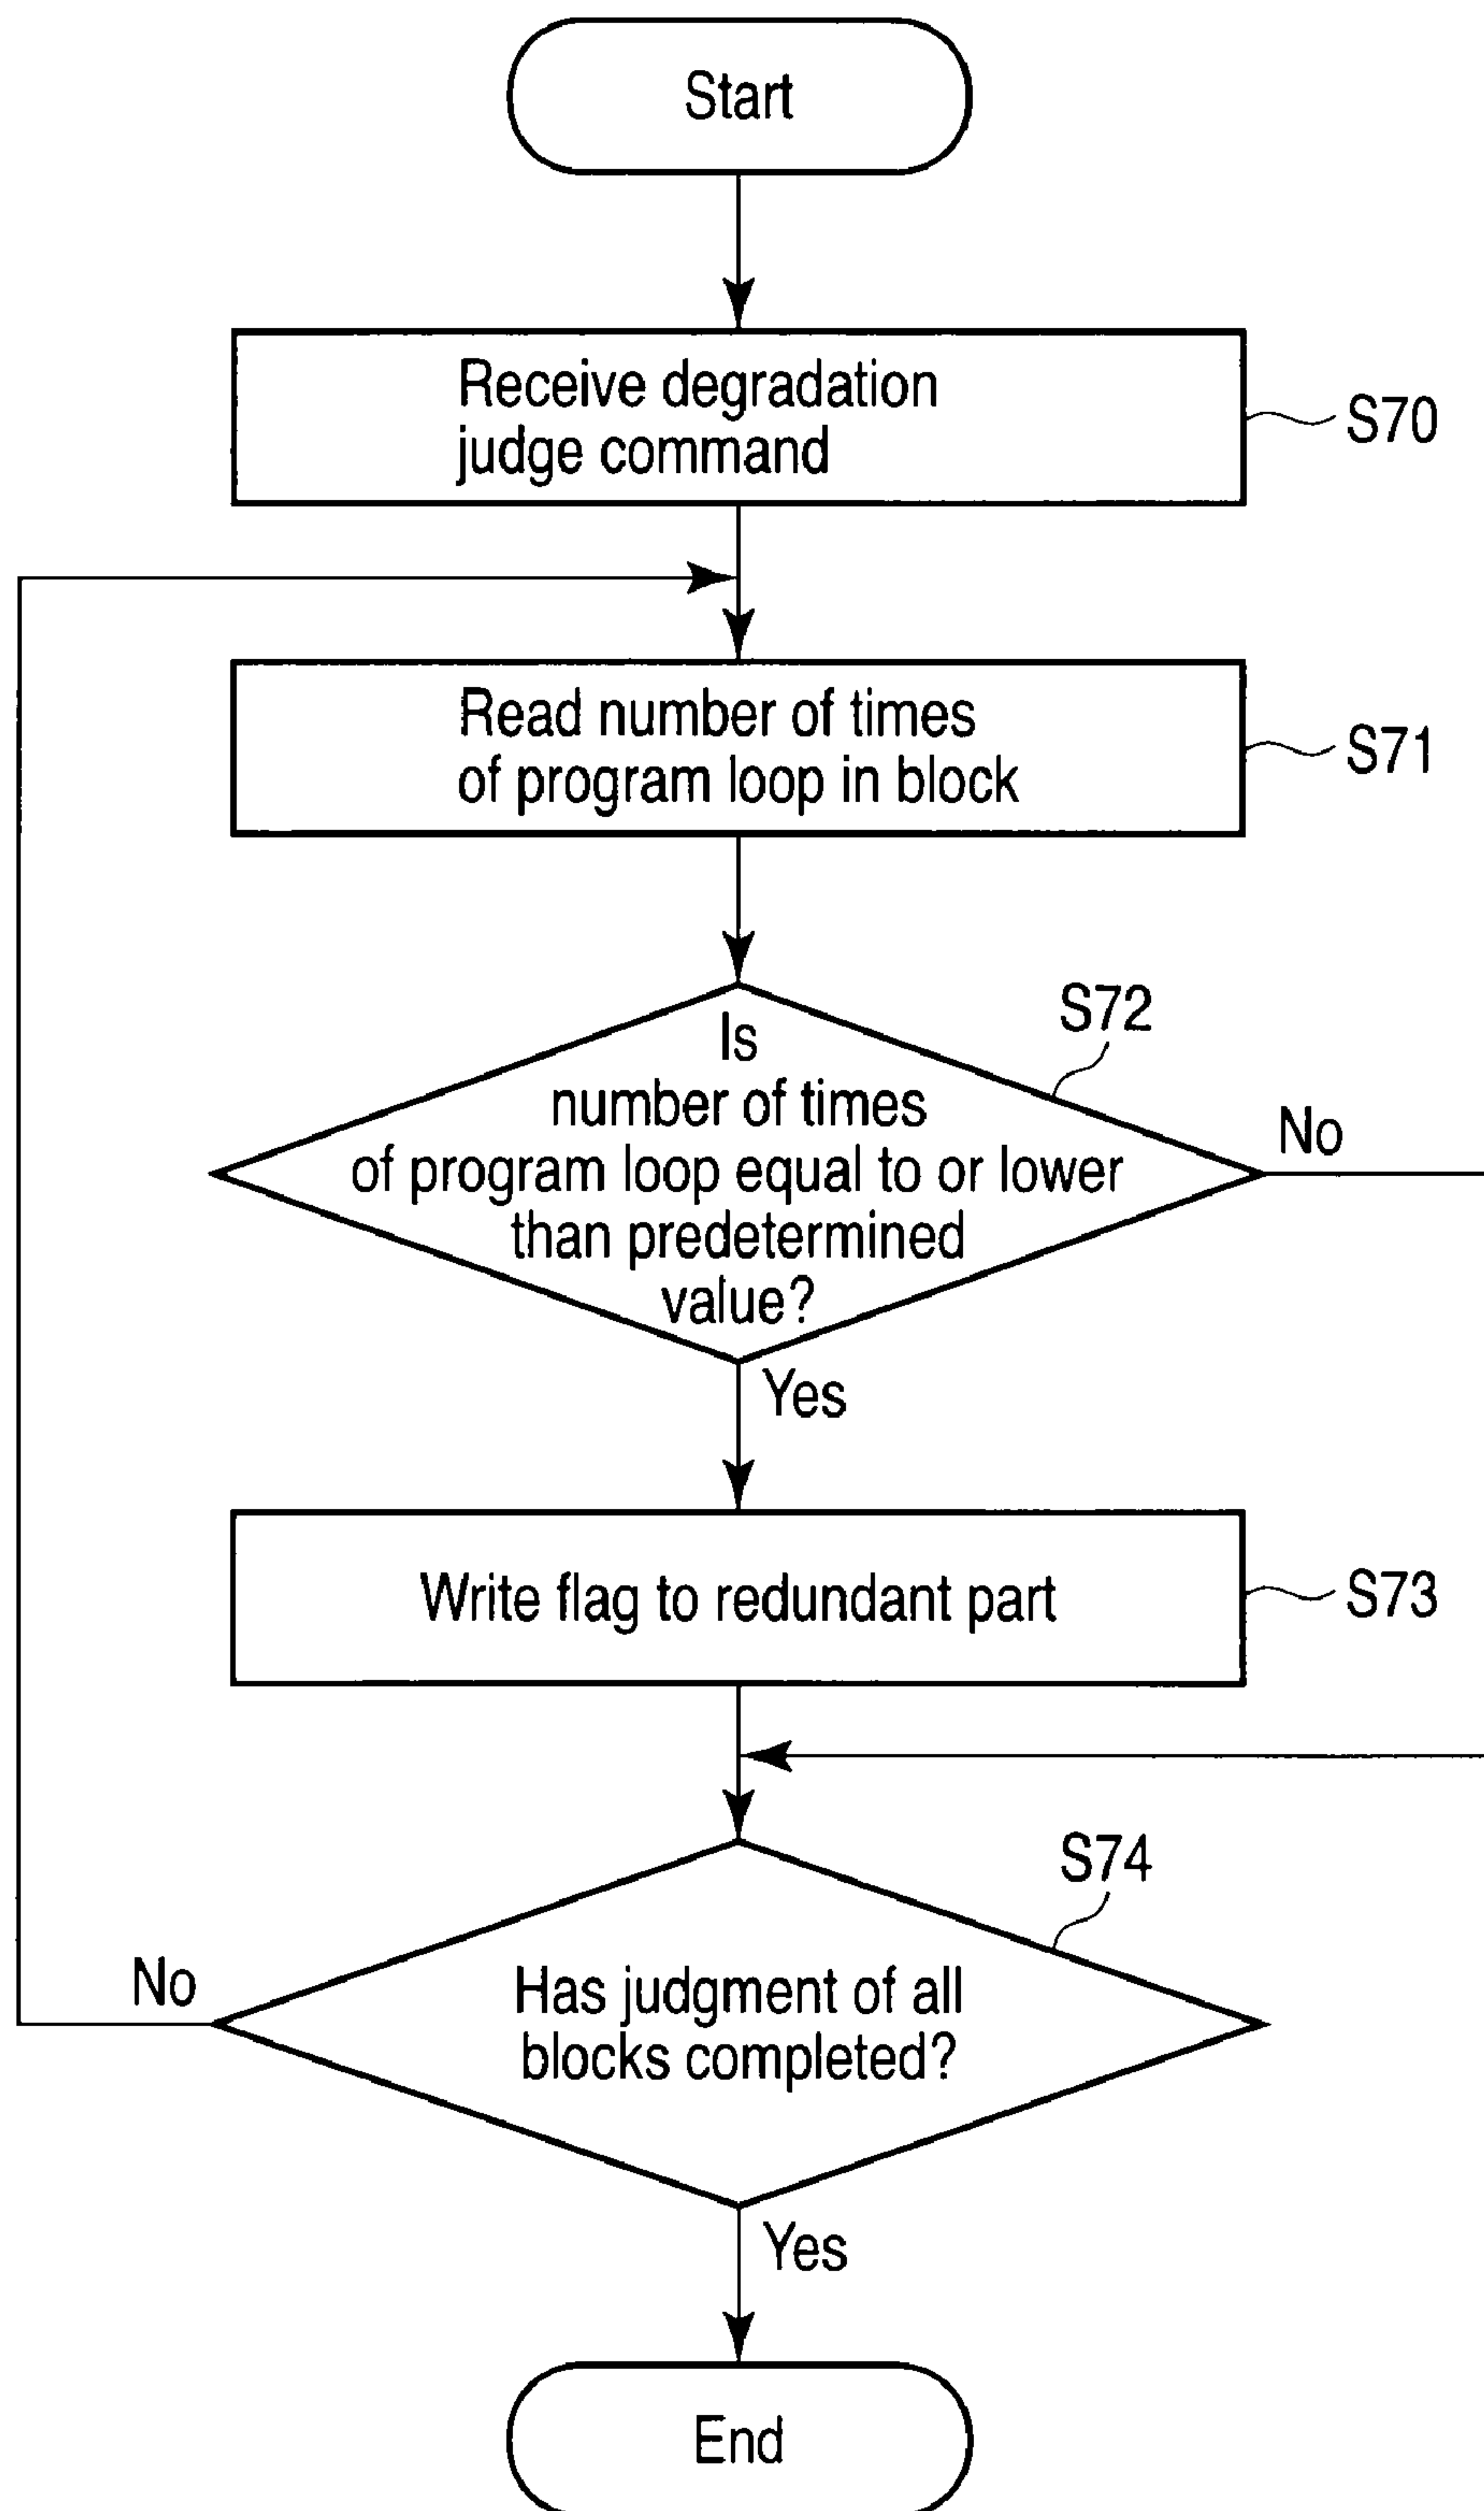 Start
Receive degradation
judge command
S70
Read number of times
of program loop in block
S71
S72
Is
number of times
of program loop equal to or lower
than predetermined
value?
No
Yes
Write flag to redundant part
S73
S74
Has judgment of all
blocks completed?
No
Yes
End